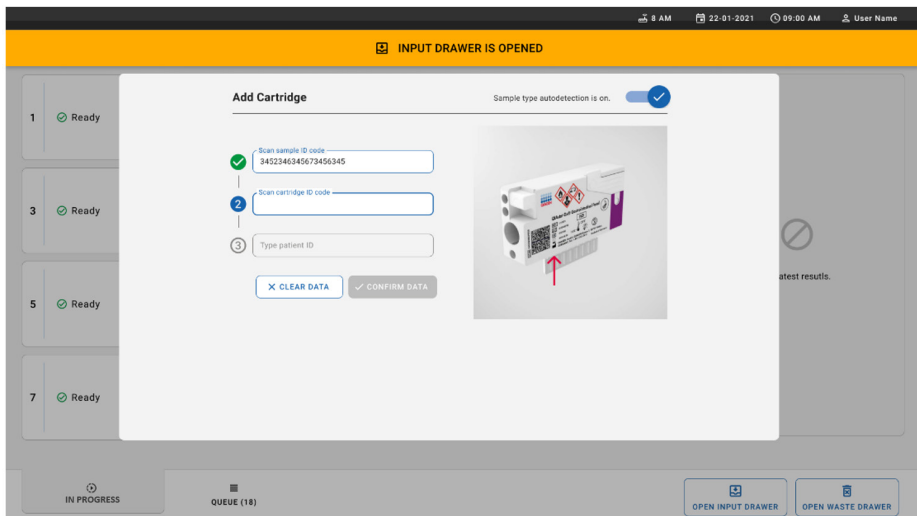 8 AM
22-01-2021
09:00 AM
User Name
INPUT DRAWER IS OPENED
Add Cartridge
Sample type autodetection is on.
1 Ready
3 Ready
5 Ready
7 Ready
Scan sample ID code
3452346345673456345
2
Scan cartridge ID code
3
Type patient ID
CLEAR DATA
CONFIRM DATA
atest resutls.
IN PROGRESS
QUEUE (18)
OPEN INPUT DRAWER
OPEN WASTE DRAWER